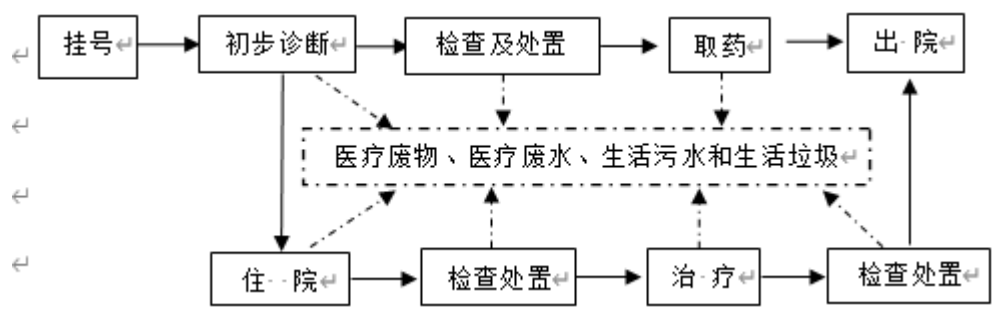 挂号
初步诊断
检查及处置
取药
出 院
医疗废物、医疗废水、生活污水和生活垃圾
住 院
检查处置
治 疗
检查处置